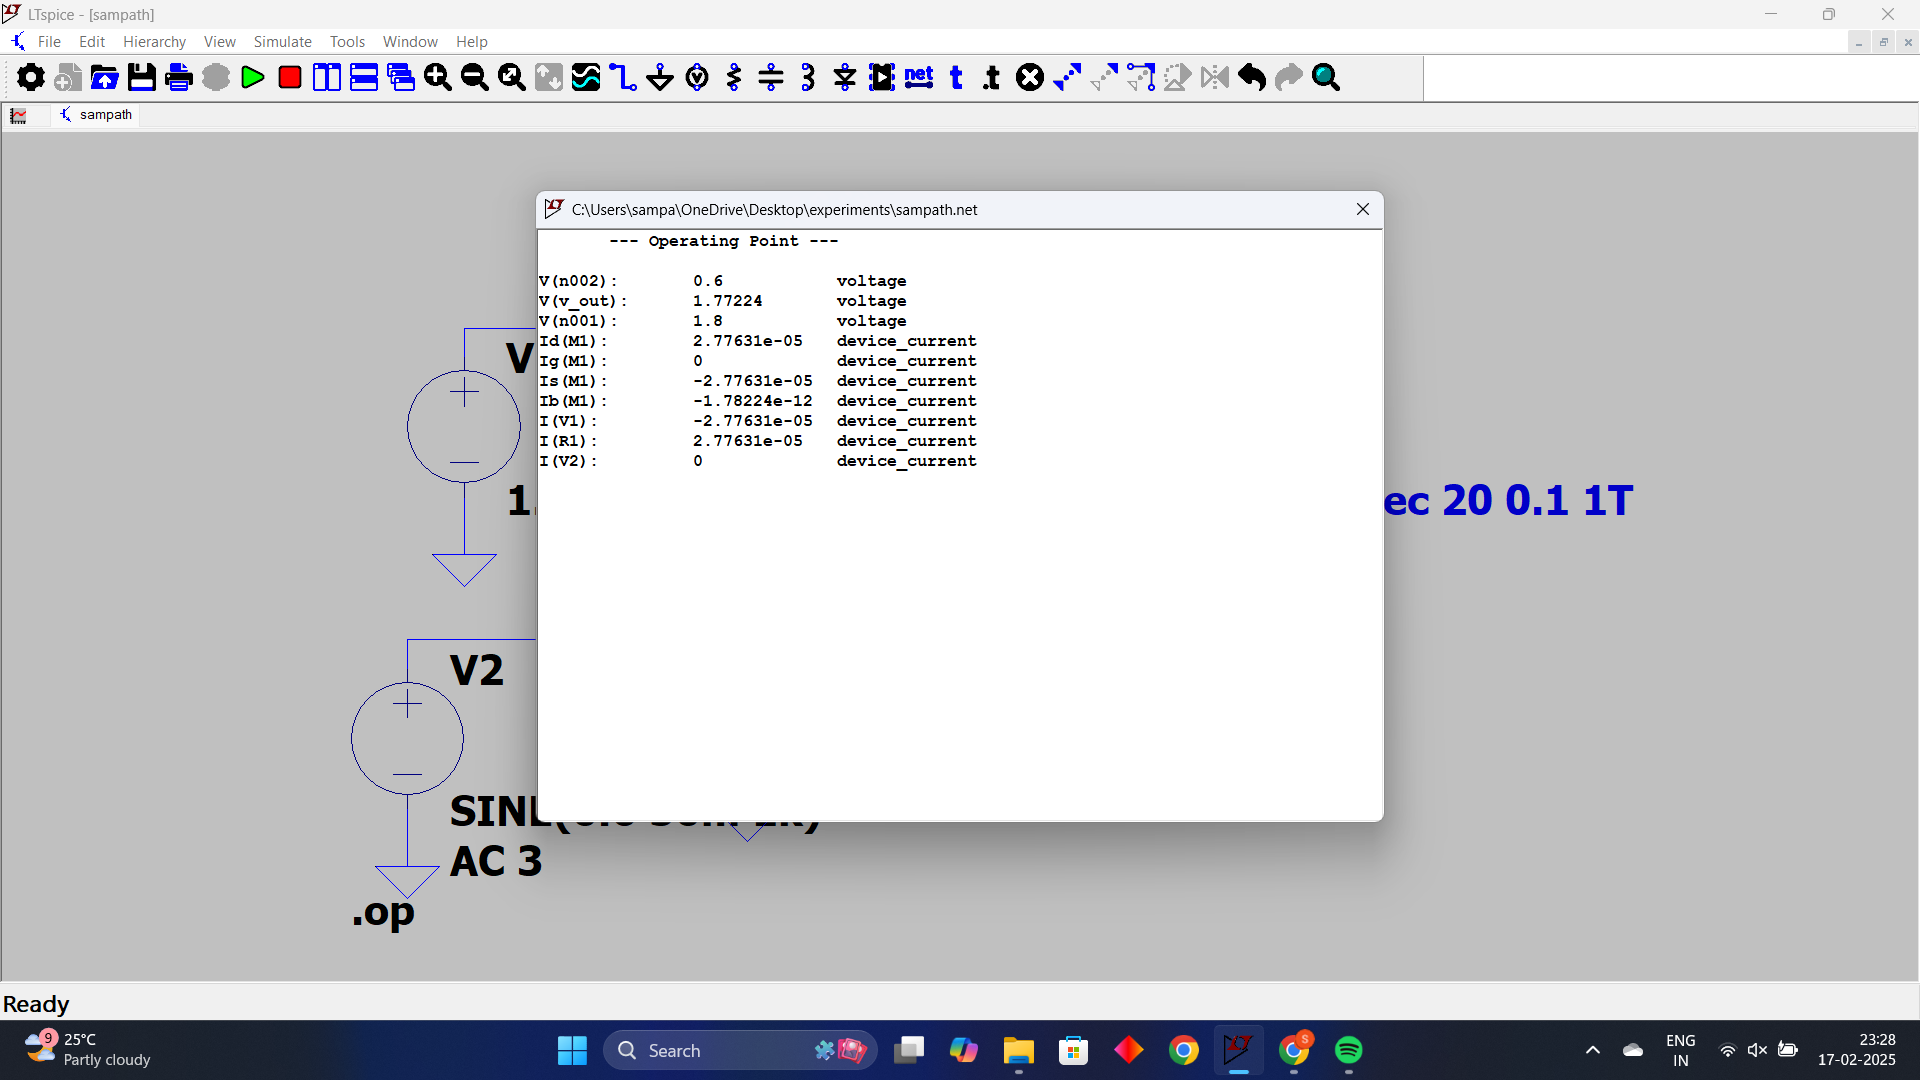 LTspice - [sampath]
File Edit Hierarchy View Simulate Tools Window Help
net t .t
sampath
C:\Users\sampa\OneDrive\Desktop\experiments\sampath.net
--- Operating Point ---
V(n002): 0.6 voltage
V(v_out): 1.77224 voltage
V(n001): 1.8 voltage
Id(M1): 2.77631e-05 device_current
Ig(M1): 0 device_current
Is(M1): -2.77631e-05 device_current
Ib(M1): -1.78224e-12 device_current
I(V1): -2.77631e-05 device_current
I(R1): 2.77631e-05 device_current
I(V2): 0 device_current
V
1.
ec 20 0.1 1T
V2
AC 3
.op
Ready
9
25°C
Partly cloudy
Search
S
ENG
IN
23:28
17-02-2025